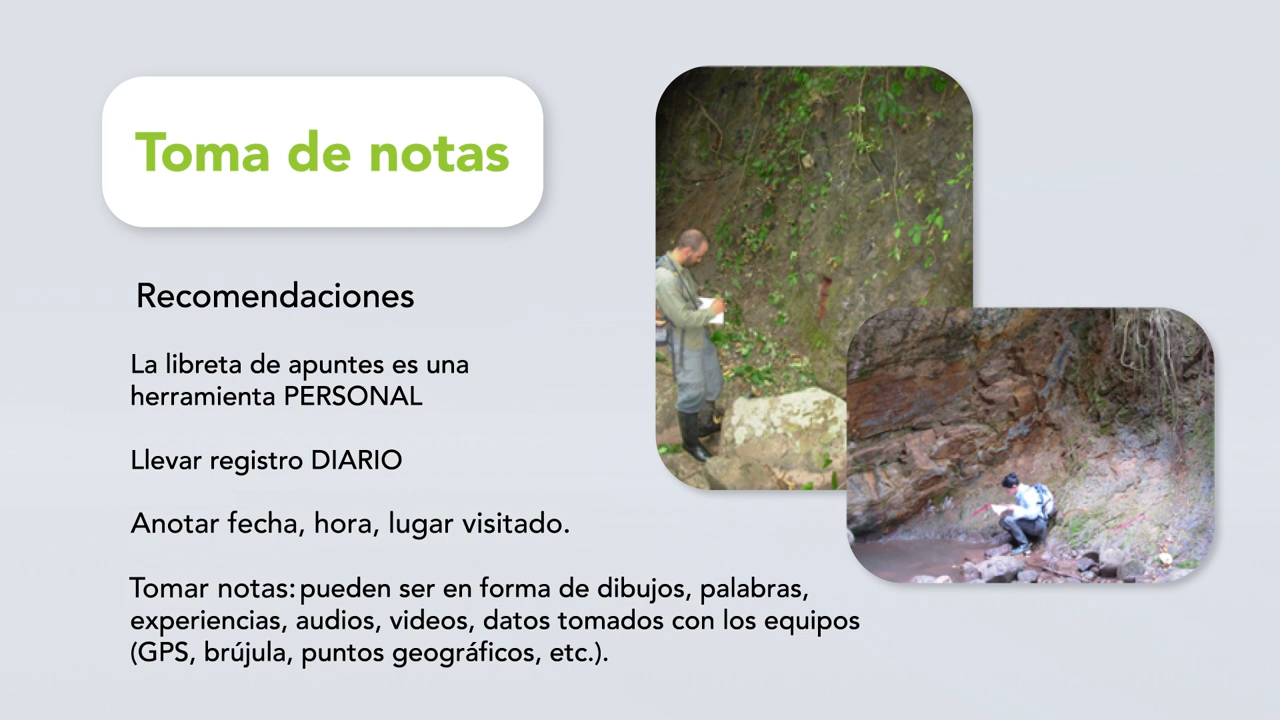 Toma de notas
Recomendaciones
La libreta de apuntes es una
herramienta PERSONAL
Llevar registro DIARIO
Anotar fecha, hora, lugar visitado.
Tomar notas: pueden ser en forma de dibujos, palabras,
experiencias, audios, videos, datos tomados con los equipos
(GPS, brújula, puntos geográficos, etc.).